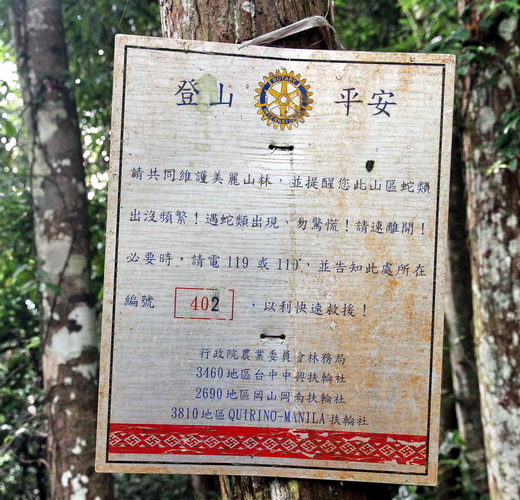 登山 平安
ROTARY
INTERNATIONAL
請共同維護美麗山林，並提醒您此山區蛇類
出沒頻繁！遇蛇類出現，勿驚慌！請速離開！
必要時，請電119或110，並告知此處所在
編號 402 ，以利快速救援！
行政院農業委員會林務局
3460地區台中中興扶輪社
2690地區岡山岡南扶輪社
3810地區QUIRINO-MANILA扶輪社